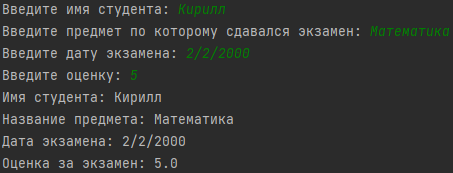 Введите имя студента: Кирилл
Введите предмет по которому сдавался экзамен: Математика
Введите дату экзамена: 2/2/2000
Введите оценку: 5
Имя студента: Кирилл
Название предмета: Математика
Дата экзамена: 2/2/2000
Оценка за экзамен: 5.0